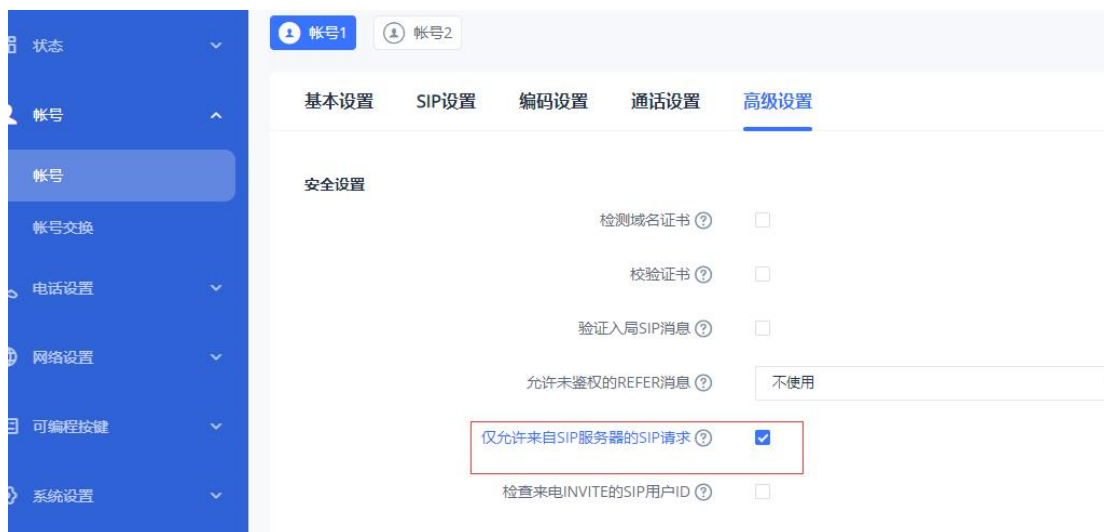 帐号1 帐号2
状态
基本设置 SIP设置 编码设置 通话设置 高级设置
帐号
帐号
安全设置
检测域名证书
帐号交换
校验证书
电话设置
验证入局SIP消息
网络设置
允许未鉴权的REFER消息 不使用
可编程按键
仅允许来自SIP服务器的SIP请求
系统设置
检查来电INVITE的SIP用户ID